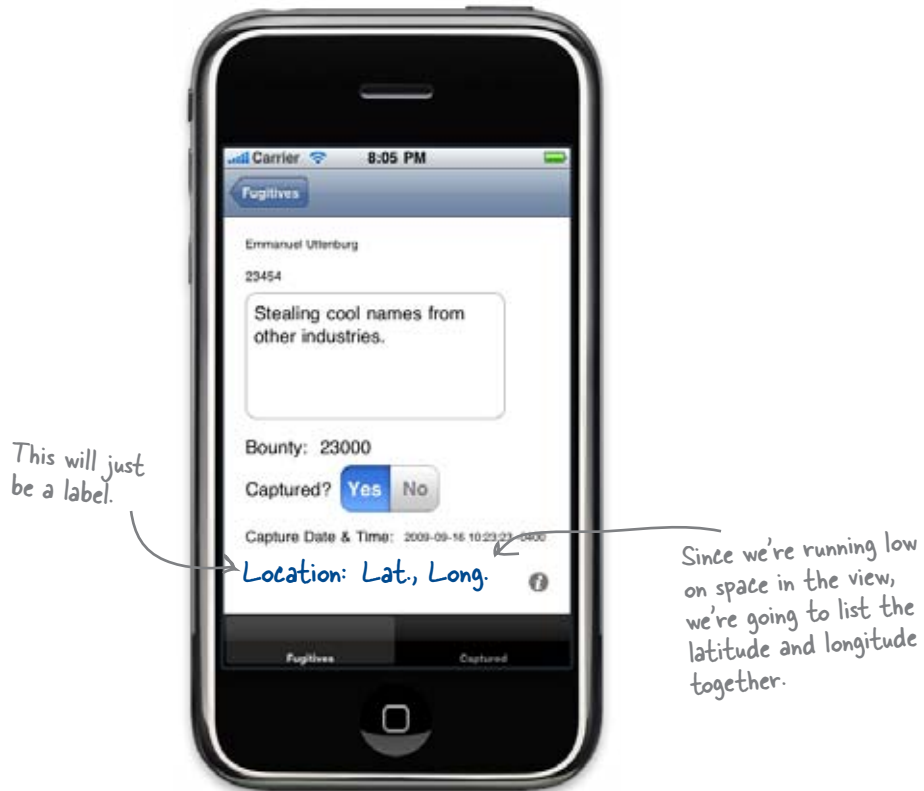 Carrier 8:05 PM
Fugitives
Emmanuel Uttenburg
23454
Stealing cool names from
other industries.
Bounty: 23000
Captured? Yes No
Capture Date & Time: 2009-09-16 10:23:23 -0400
This will just
be a label.
Location: Lat., Long.
Since we're running low
on space in the view,
we're going to list the
latitude and longitude
together.
Fugitives Captured